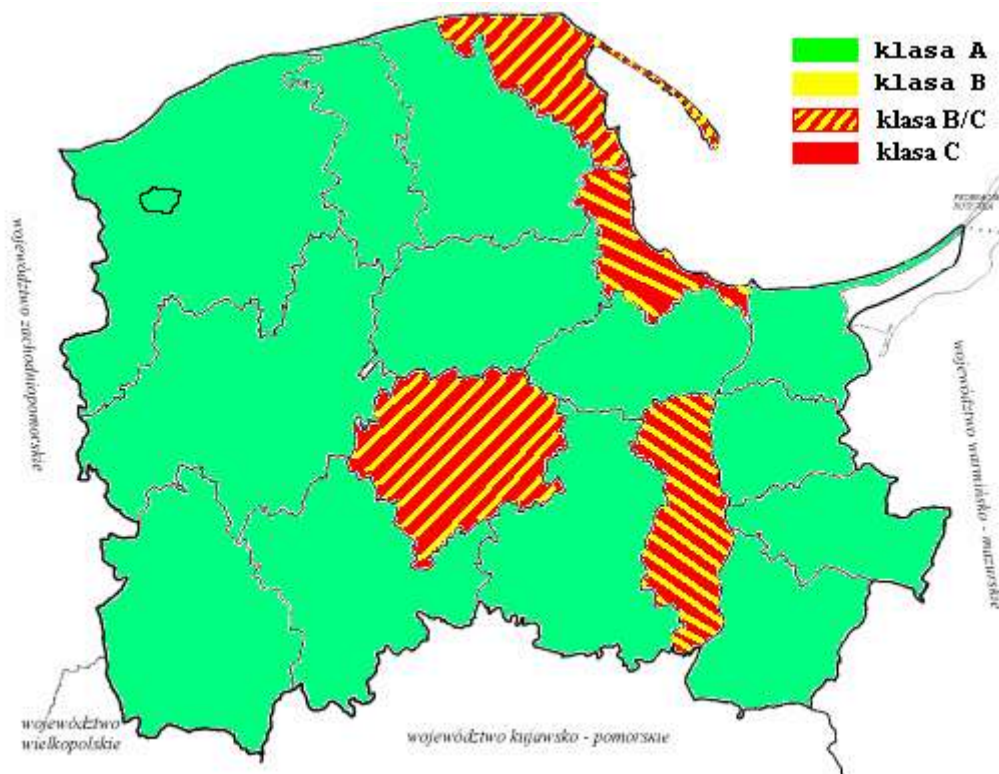 klasa A
klasa B
klasa B/C
klasa C
województwo zachodniopomorskie
województwo warmińsko - mazurskie
województwo
wielkopolskie
województwo kujawsko - pomorskie